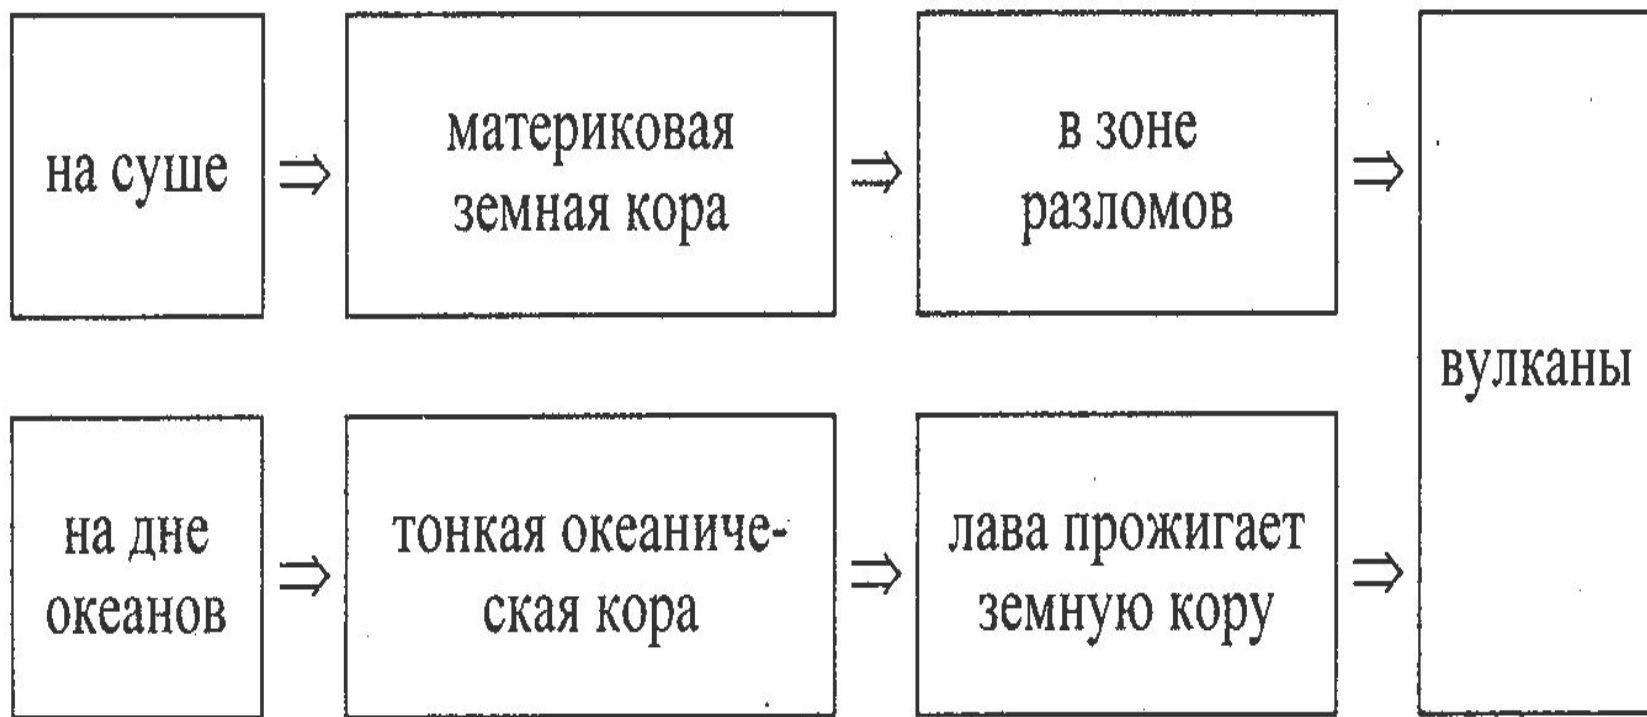 на суше
материковая
земная кора
в зоне
разломов
вулканы
на дне
океанов
тонкая океаниче-
ская кора
лава прожигает
земную кору